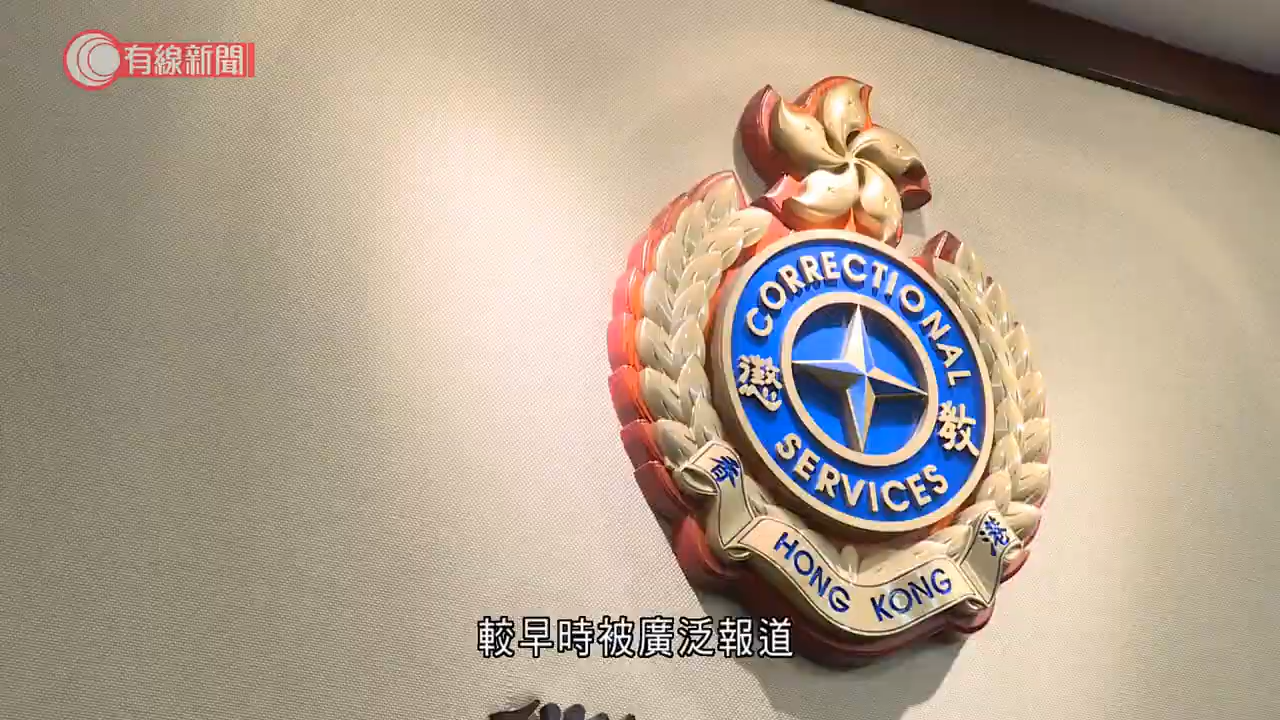 有線新聞
CORRECTIONAL
懲教
SERVICES
香港
HONG KONG
較早時被廣泛報道